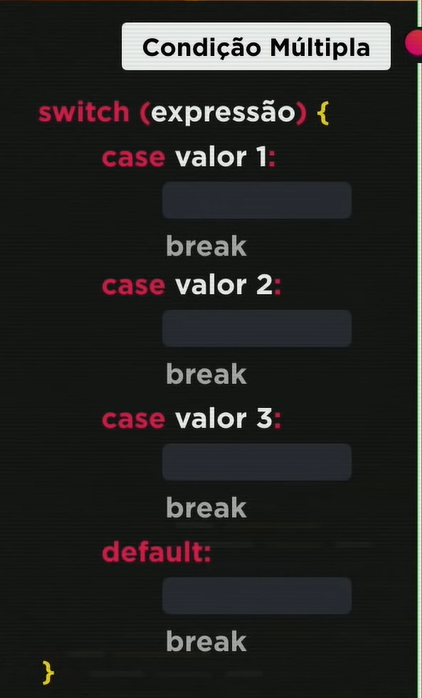 Condição Múltipla
switch (expressão) {
case valor 1:
break
case valor 2:
break
case valor 3:
break
default:
break
}